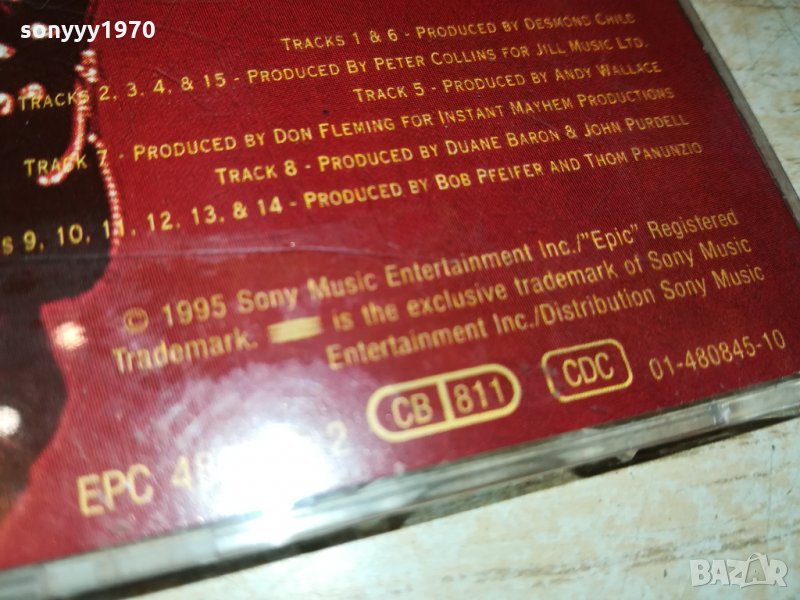 sonyyy1970
TRACKS 1 & 6 - PRODUCED BY DESMOND CHILD
TRACKS 2, 3, 4, & 15 - PRODUCED BY PETER COLLINS FOR JILL MUSIC LTD.
TRACK 5 - PRODUCED BY ANDY WALLACE
TRACK 7 - PRODUCED BY DON FLEMING FOR INSTANT MAYHEM PRODUCTIONS
TRACK 8 - PRODUCED BY DUANE BARON & JOHN PURDELL
S 9, 10, 11, 12, 13, & 14 - PRODUCED BY BOB PFEIFER AND THOM PANUNZIO
© 1995 Sony Music Entertainment Inc./"Epic" Registered
Trademark. is the exclusive trademark of Sony Music
Entertainment Inc./Distribution Sony Music
EPC 48 2
CB 811
CDC
01-480845-10
BAZAR